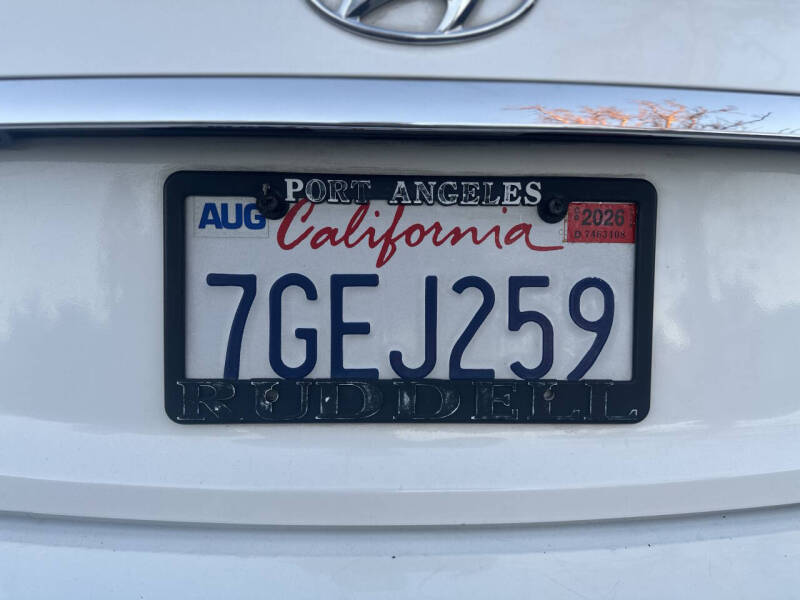 PORT ANGELES
AUG
California
2026
7GEJ259
RUDDELL